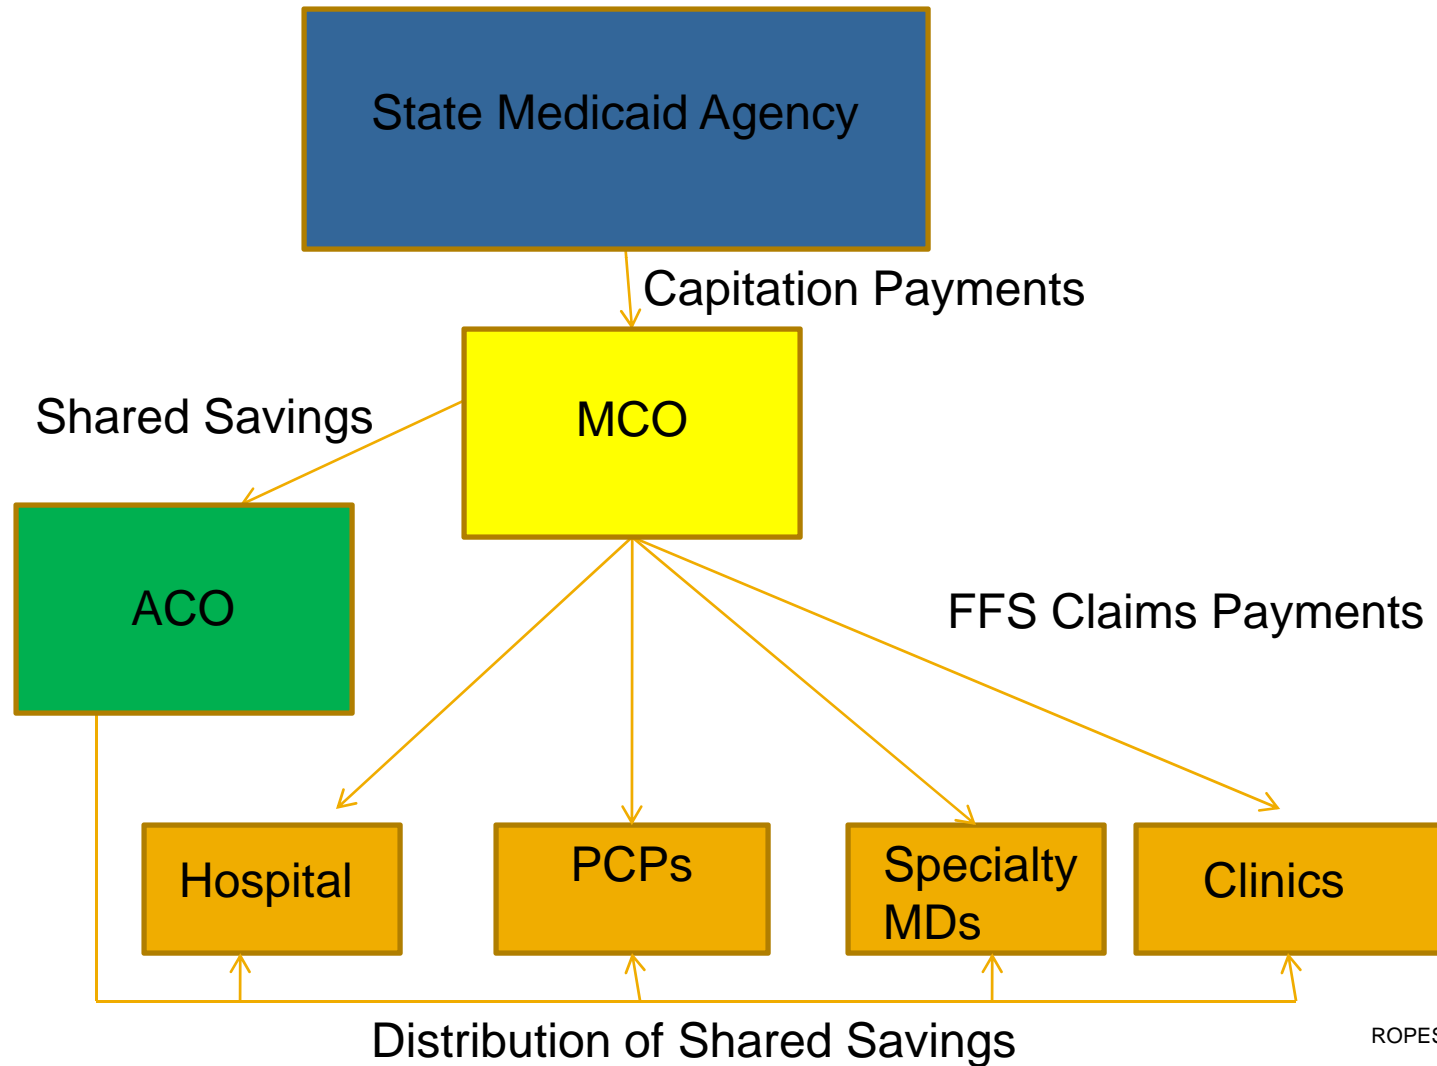 State Medicaid Agency
Capitation Payments
Shared Savings
MCO
ACO
FFS Claims Payments
Hospital
PCPs
Specialty
MDs
Clinics
Distribution of Shared Savings
ROPES